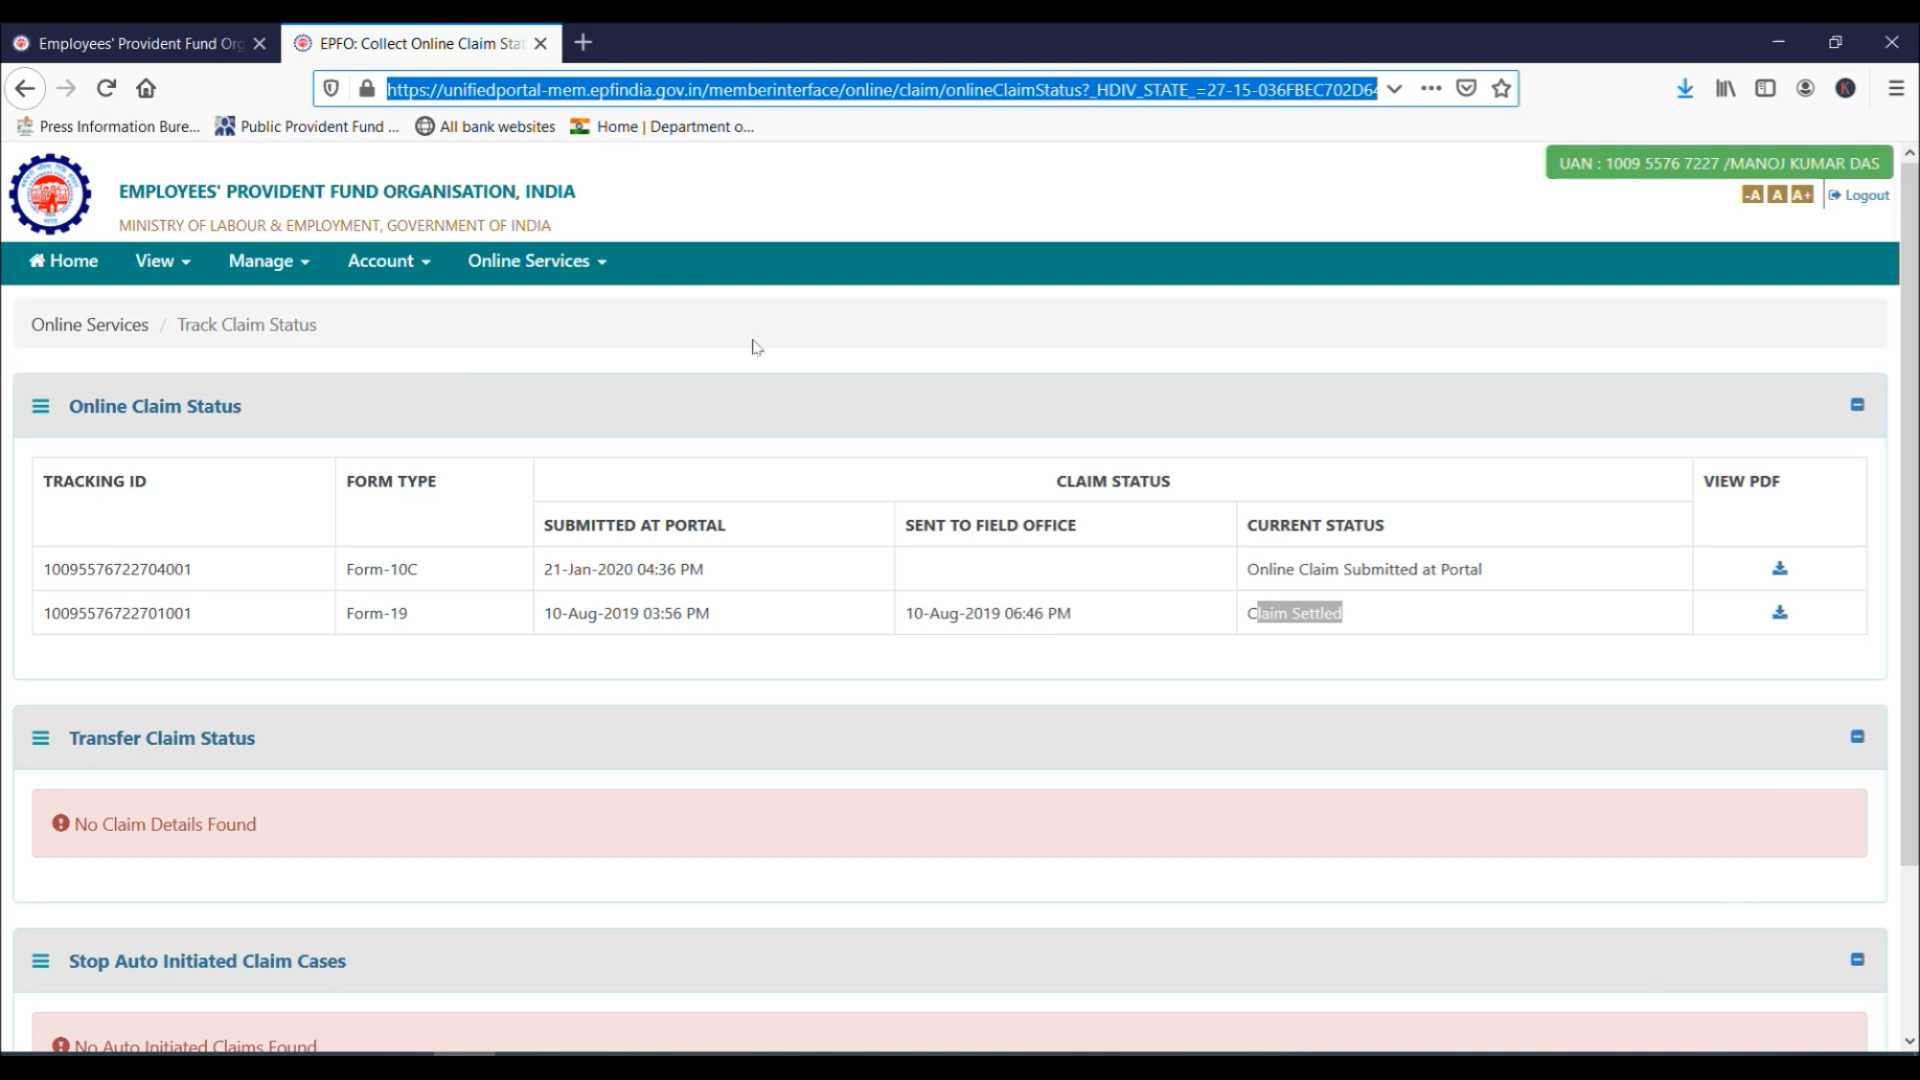 Employees' Provident Fund Org
EPFO: Collect Online Claim Stat
https://unifiedportal-mem.epfindia.gov.in/memberinterface/online/claim/onlineClaimStatus?_HDIV_STATE_=27-15-036FBEC702D64
Press Information Bure...
Public Provident Fund ...
All bank websites
Home | Department o...
K
UAN : 1009 5576 7227 /MANOJ KUMAR DAS
EMPLOYEES' PROVIDENT FUND ORGANISATION, INDIA
-A A A+ Logout
MINISTRY OF LABOUR & EMPLOYMENT, GOVERNMENT OF INDIA
Home View Manage Account Online Services
Online Services / Track Claim Status
Online Claim Status
TRACKING ID FORM TYPE CLAIM STATUS VIEW PDF
SUBMITTED AT PORTAL SENT TO FIELD OFFICE CURRENT STATUS
10095576722704001 Form-10C 21-Jan-2020 04:36 PM Online Claim Submitted at Portal
10095576722701001 Form-19 10-Aug-2019 03:56 PM 10-Aug-2019 06:46 PM Claim Settled
Transfer Claim Status
No Claim Details Found
Stop Auto Initiated Claim Cases
No Auto Initiated Claims Found